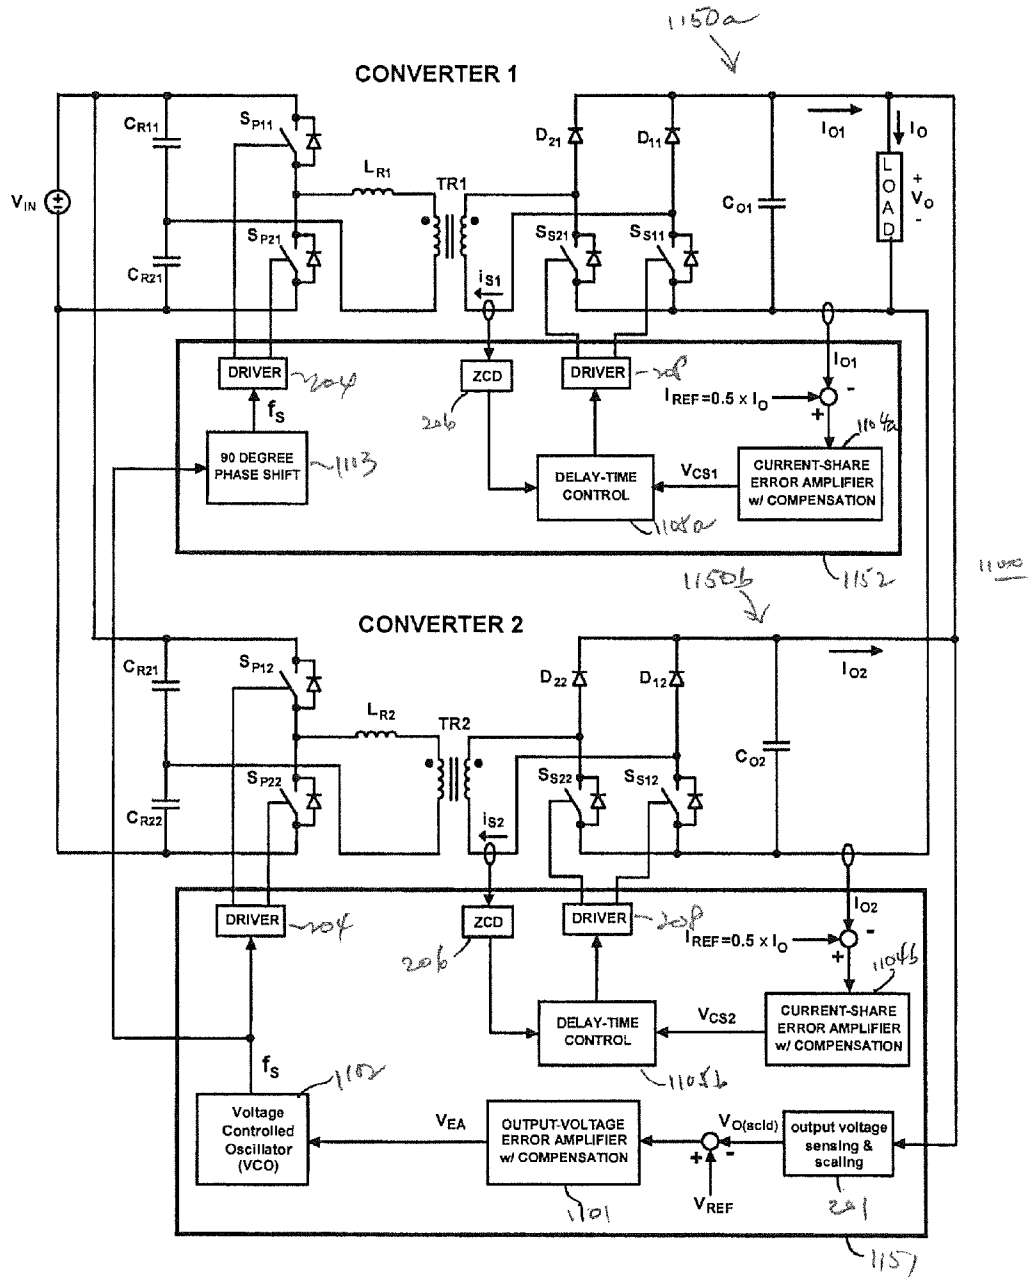 1150a
CONVERTER 1
CR11
SP11
LR1
TR1
D21
D11
IO1
IO
VIN
LOAD
+
VO
-
CO1
CR21
SP21
SS21
SS11
iS1
DRIVER
204
ZCD
206
DRIVER
208
IO1
-
IREF=0.5 x IO
+
fS
90 DEGREE
PHASE SHIFT
1103
DELAY-TIME
CONTROL
1105a
VCS1
1104a
CURRENT-SHARE
ERROR AMPLIFIER
w/ COMPENSATION
1152
1100
1150b
CONVERTER 2
CR21
SP12
LR2
TR2
D22
D12
IO2
CO2
CR22
SP22
SS22
SS12
iS2
DRIVER
204
ZCD
206
DRIVER
208
IO2
-
IREF=0.5 x IO
+
1104b
DELAY-TIME
CONTROL
1105b
VCS2
CURRENT-SHARE
ERROR AMPLIFIER
w/ COMPENSATION
fS
1102
Voltage
Controlled
Oscillator
(VCO)
VEA
OUTPUT-VOLTAGE
ERROR AMPLIFIER
w/ COMPENSATION
1101
+
-
VREF
VO(scld)
output voltage
sensing &
scaling
201
1151